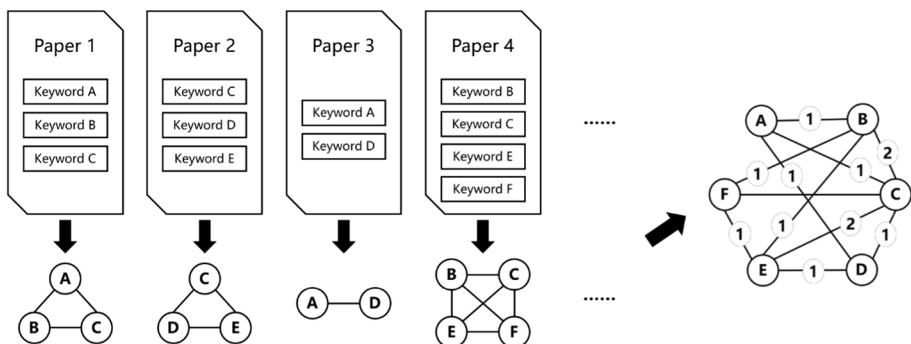 Paper 1
Keyword A
Keyword B
Keyword C
Paper 2
Keyword C
Keyword D
Keyword E
Paper 3
Keyword A
Keyword D
Paper 4
Keyword B
Keyword C
Keyword E
Keyword F
......
A
B C
C
D E
A D
B C
E F
......
A 1 B
2
1 1 1
F C
1 1 2 1
E 1 D